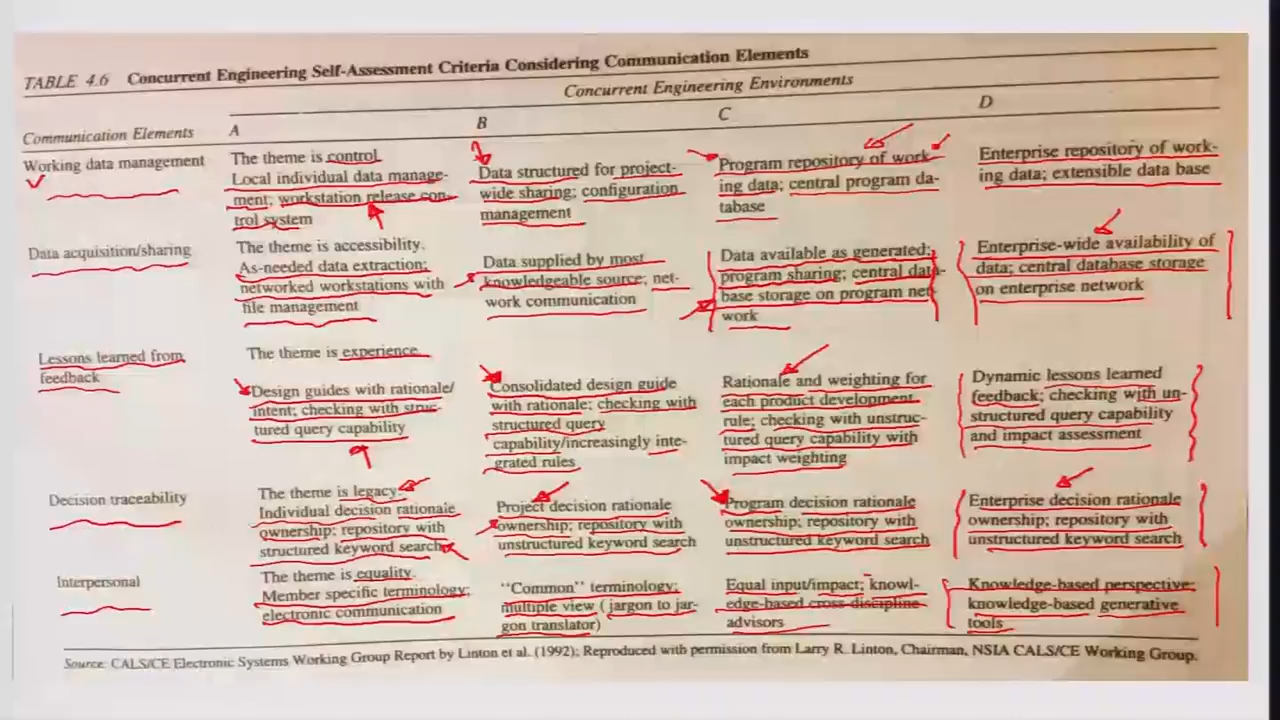 TABLE 4.6 Concurrent Engineering Self-Assessment Criteria Considering Communication Elements
Concurrent Engineering Environments
Communication Elements A B C D
Working data management
The theme is control
Local individual data manage-
ment; workstation release con-
trol system
Data structured for project-
wide sharing; configuration
management
Program repository of work-
ing data; central program da-
tabase
Enterprise repository of work-
ing data; extensible data base
Data acquisition/sharing
The theme is accessibility.
As-needed data extraction;
networked workstations with
file management
Data supplied by most
knowledgeable source; net-
work communication
Data available as generated;
program sharing; central data-
base storage on program net-
work
Enterprise-wide availability of
data; central database storage
on enterprise network
Lessons learned from
feedback
The theme is experience.
Design guides with rationale/
intent; checking with struc-
tured query capability
Consolidated design guide
with rationale; checking with
structured query
capability/increasingly inte-
grated rules
Rationale and weighting for
each product development
rule; checking with unstruc-
tured query capability with
impact weighting
Dynamic lessons learned
feedback; checking with un-
structured query capability
and impact assessment
Decision traceability
The theme is legacy.
Individual decision rationale
ownership; repository with
structured keyword search
Project decision rationale
ownership; repository with
unstructured keyword search
Program decision rationale
ownership; repository with
unstructured keyword search
Enterprise decision rationale
ownership; repository with
unstructured keyword search
Interpersonal
The theme is equality.
Member specific terminology;
electronic communication
"Common" terminology;
multiple view (jargon to jar-
gon translator)
Equal input/impact; knowl-
edge-based cross-discipline
advisors
Knowledge-based perspective;
knowledge-based generative
tools
Source: CALS/CE Electronic Systems Working Group Report by Linton et al. (1992); Reproduced with permission from Larry R. Linton, Chairman, NSIA CALS/CE Working Group.